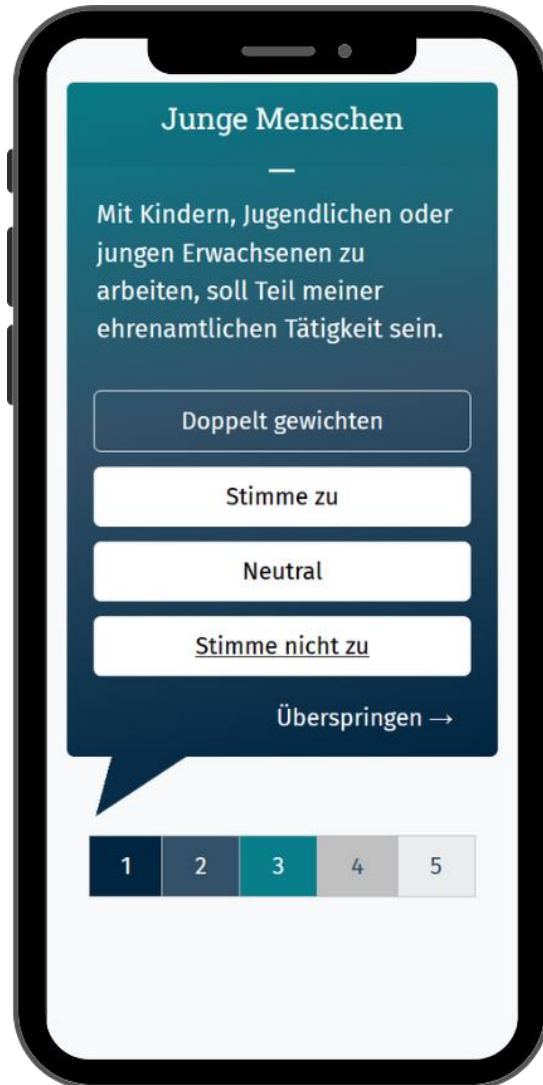 Junge Menschen
—
Mit Kindern, Jugendlichen oder
jungen Erwachsenen zu
arbeiten, soll Teil meiner
ehrenamtlichen Tätigkeit sein.
Doppelt gewichten
Stimme zu
Neutral
Stimme nicht zu
Überspringen →
1 2 3 4 5